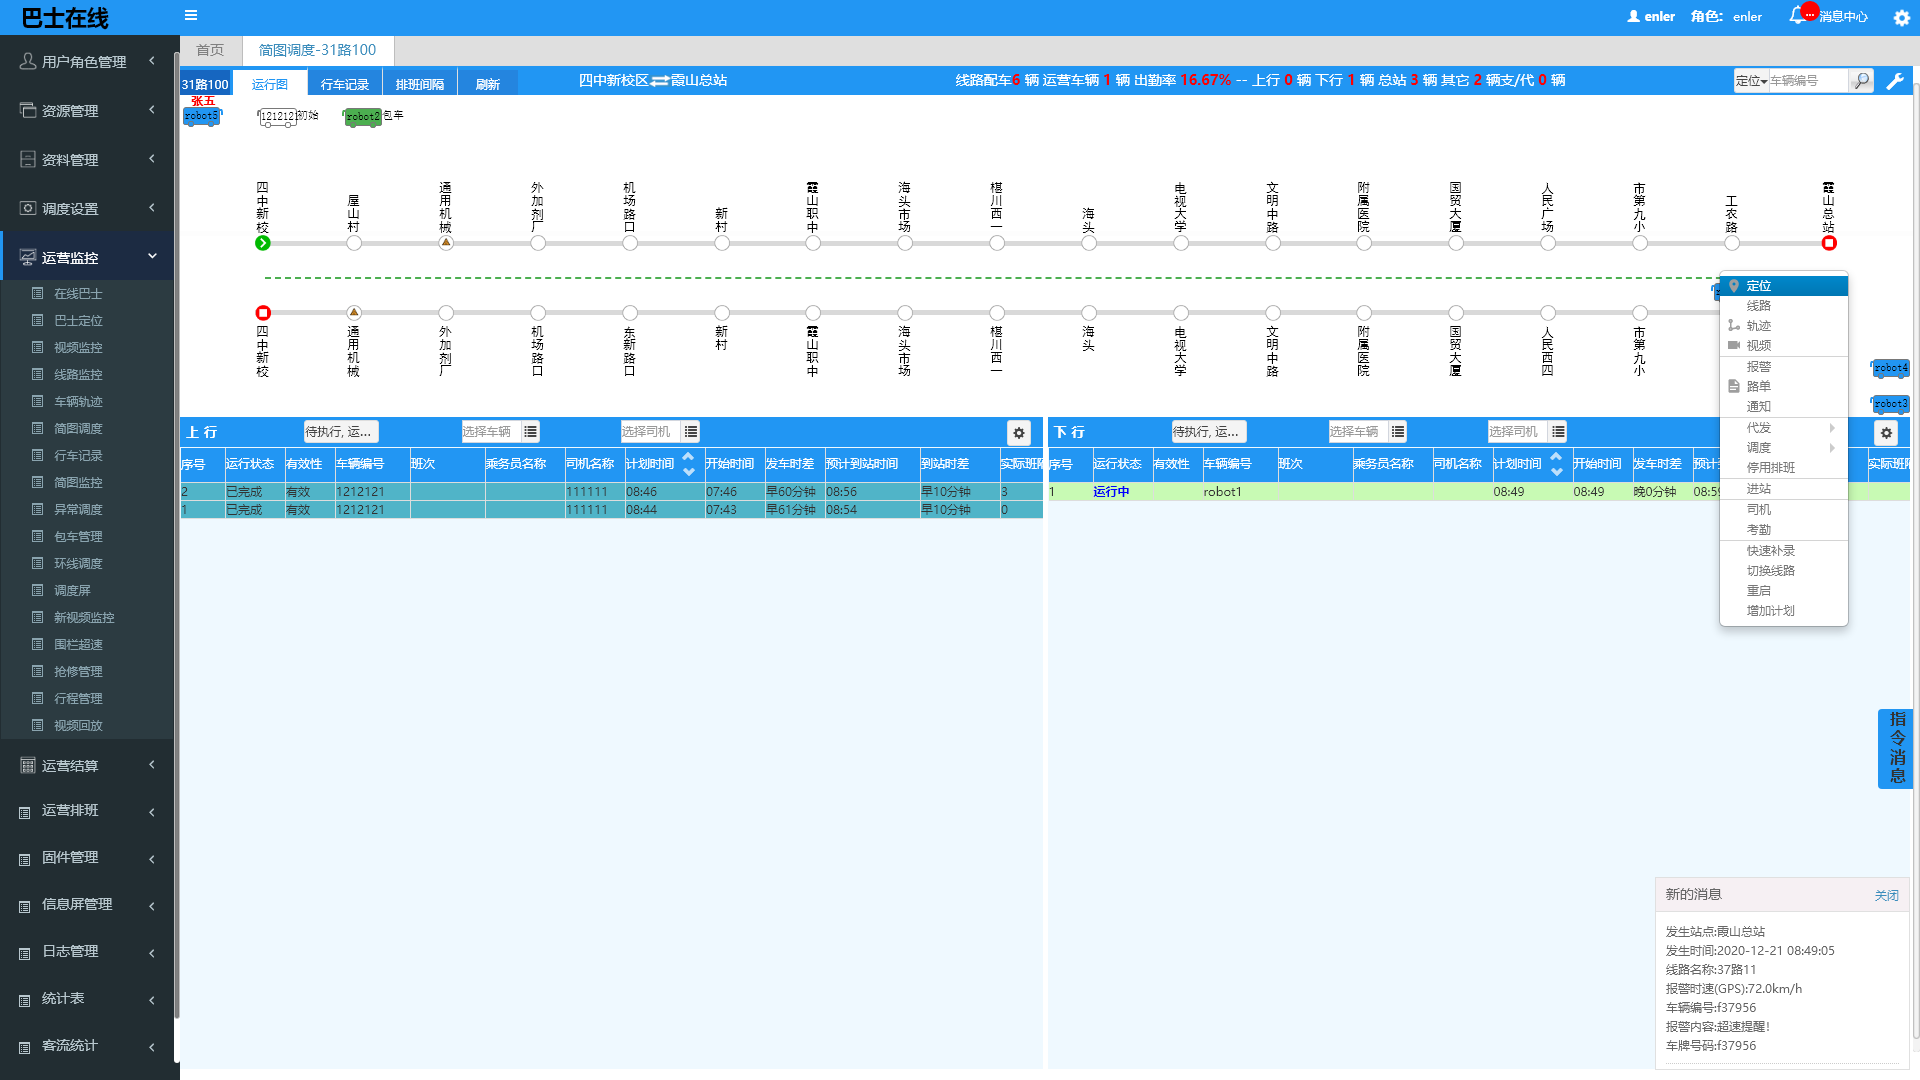 巴士在线
enler 角色: enler 消息中心
首页 简图调度-31路100
31路100 运行图 行车记录 排班间隔 刷新 四中新校区⇄霞山总站 线路配车6 辆 运营车辆 1 辆 出勤率 16.67% -- 上行 0 辆 下行 1 辆 总站 3 辆 其它 2 辆支/代 0 辆 定位 车辆编号
用户角色管理
资源管理
资料管理
调度设置
运营监控
在线巴士
巴士定位
视频监控
线路监控
车辆轨迹
简图调度
行车记录
简图监控
异常调度
包车管理
环线调度
调度屏
新视频监控
围栏超速
抢修管理
行程管理
视频回放
运营结算
运营排班
固件管理
信息屏管理
日志管理
统计表
客流统计
张五
robot5 1212121 初始 robot2 包车
四中新校
屋山村
通用机械
外加剂厂
机场路口
新村
霞山职中
海头市场
椹川西一
海头
电视大学
文明中路
附属医院
国贸大厦
人民广场
市第九小
工农路
霞山总站
四中新校
通用机械
外加剂厂
机场路口
东新路口
新村
霞山职中
海头市场
椹川西一
海头
电视大学
文明中路
附属医院
国贸大厦
人民西四
市第九小
robot4
robot3
定位
线路
轨迹
视频
报警
路单
通知
代发
调度
停用排班
进站
司机
考勤
快速补录
切换线路
重启
增加计划
上 行 待执行, 运... 选择车辆 选择司机
序号 运行状态 有效性 车辆编号 班次 乘务员名称 司机名称 计划时间 开始时间 发车时差 预计到站时间 到站时差 实际班
2 已完成 有效 1212121 111111 08:46 07:46 早60分钟 08:56 早10分钟 3
1 已完成 有效 1212121 111111 08:44 07:43 早61分钟 08:54 早10分钟 0
下 行 待执行, 运... 选择车辆 选择司机
序号 运行状态 有效性 车辆编号 班次 乘务员名称 司机名称 计划时间 开始时间 发车时差 预计 实际班
1 运行中 robot1 08:49 08:49 晚0分钟 08:59
指令消息
新的消息 关闭
发生站点:霞山总站
发生时间:2020-12-21 08:49:05
线路名称:37路11
报警时速(GPS):72.0km/h
车辆编号:f37956
报警内容:超速提醒!
车牌号码:f37956